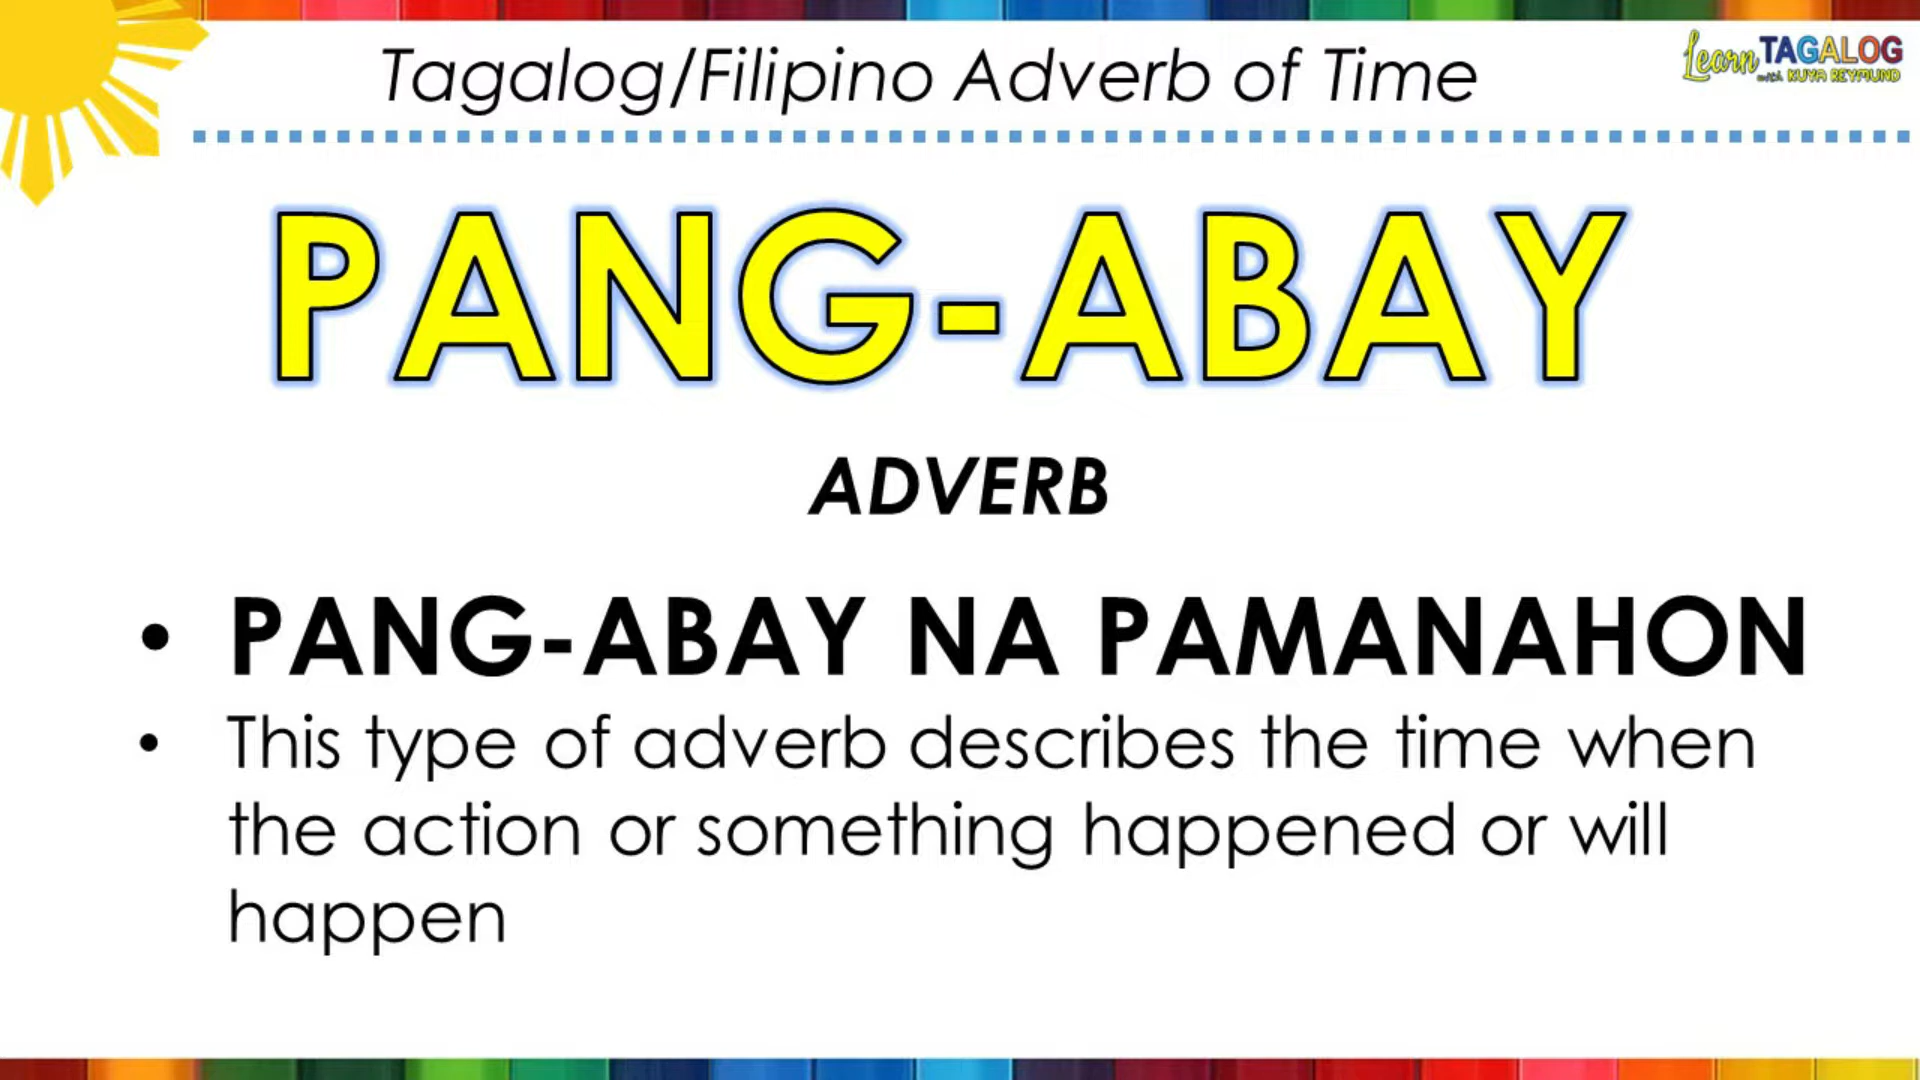 Tagalog/Filipino Adverb of Time
Learn TAGALOG
with KUYA REYMUND
PANG-ABAY
ADVERB
• PANG-ABAY NA PAMANAHON
• This type of adverb describes the time when
the action or something happened or will
happen